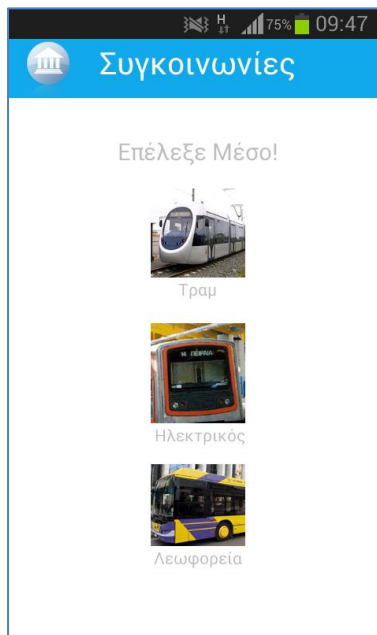 H 75% 09:47
Συγκοινωνίες
Επέλεξε Μέσο!
Τραμ
Ηλεκτρικός
Λεωφορεία